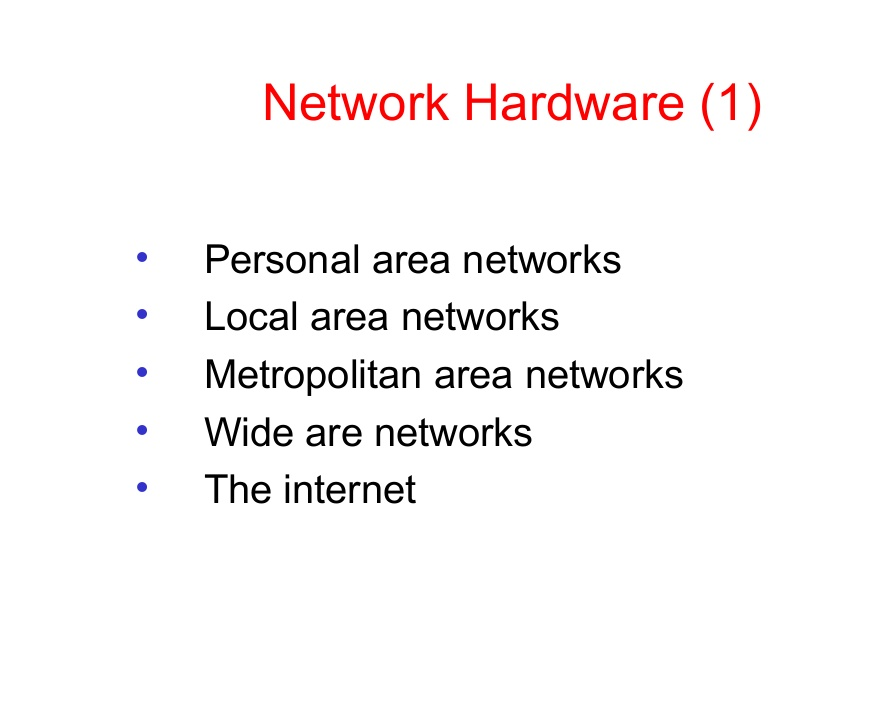 Network Hardware (1)
• Personal area networks
• Local area networks
• Metropolitan area networks
• Wide are networks
• The internet